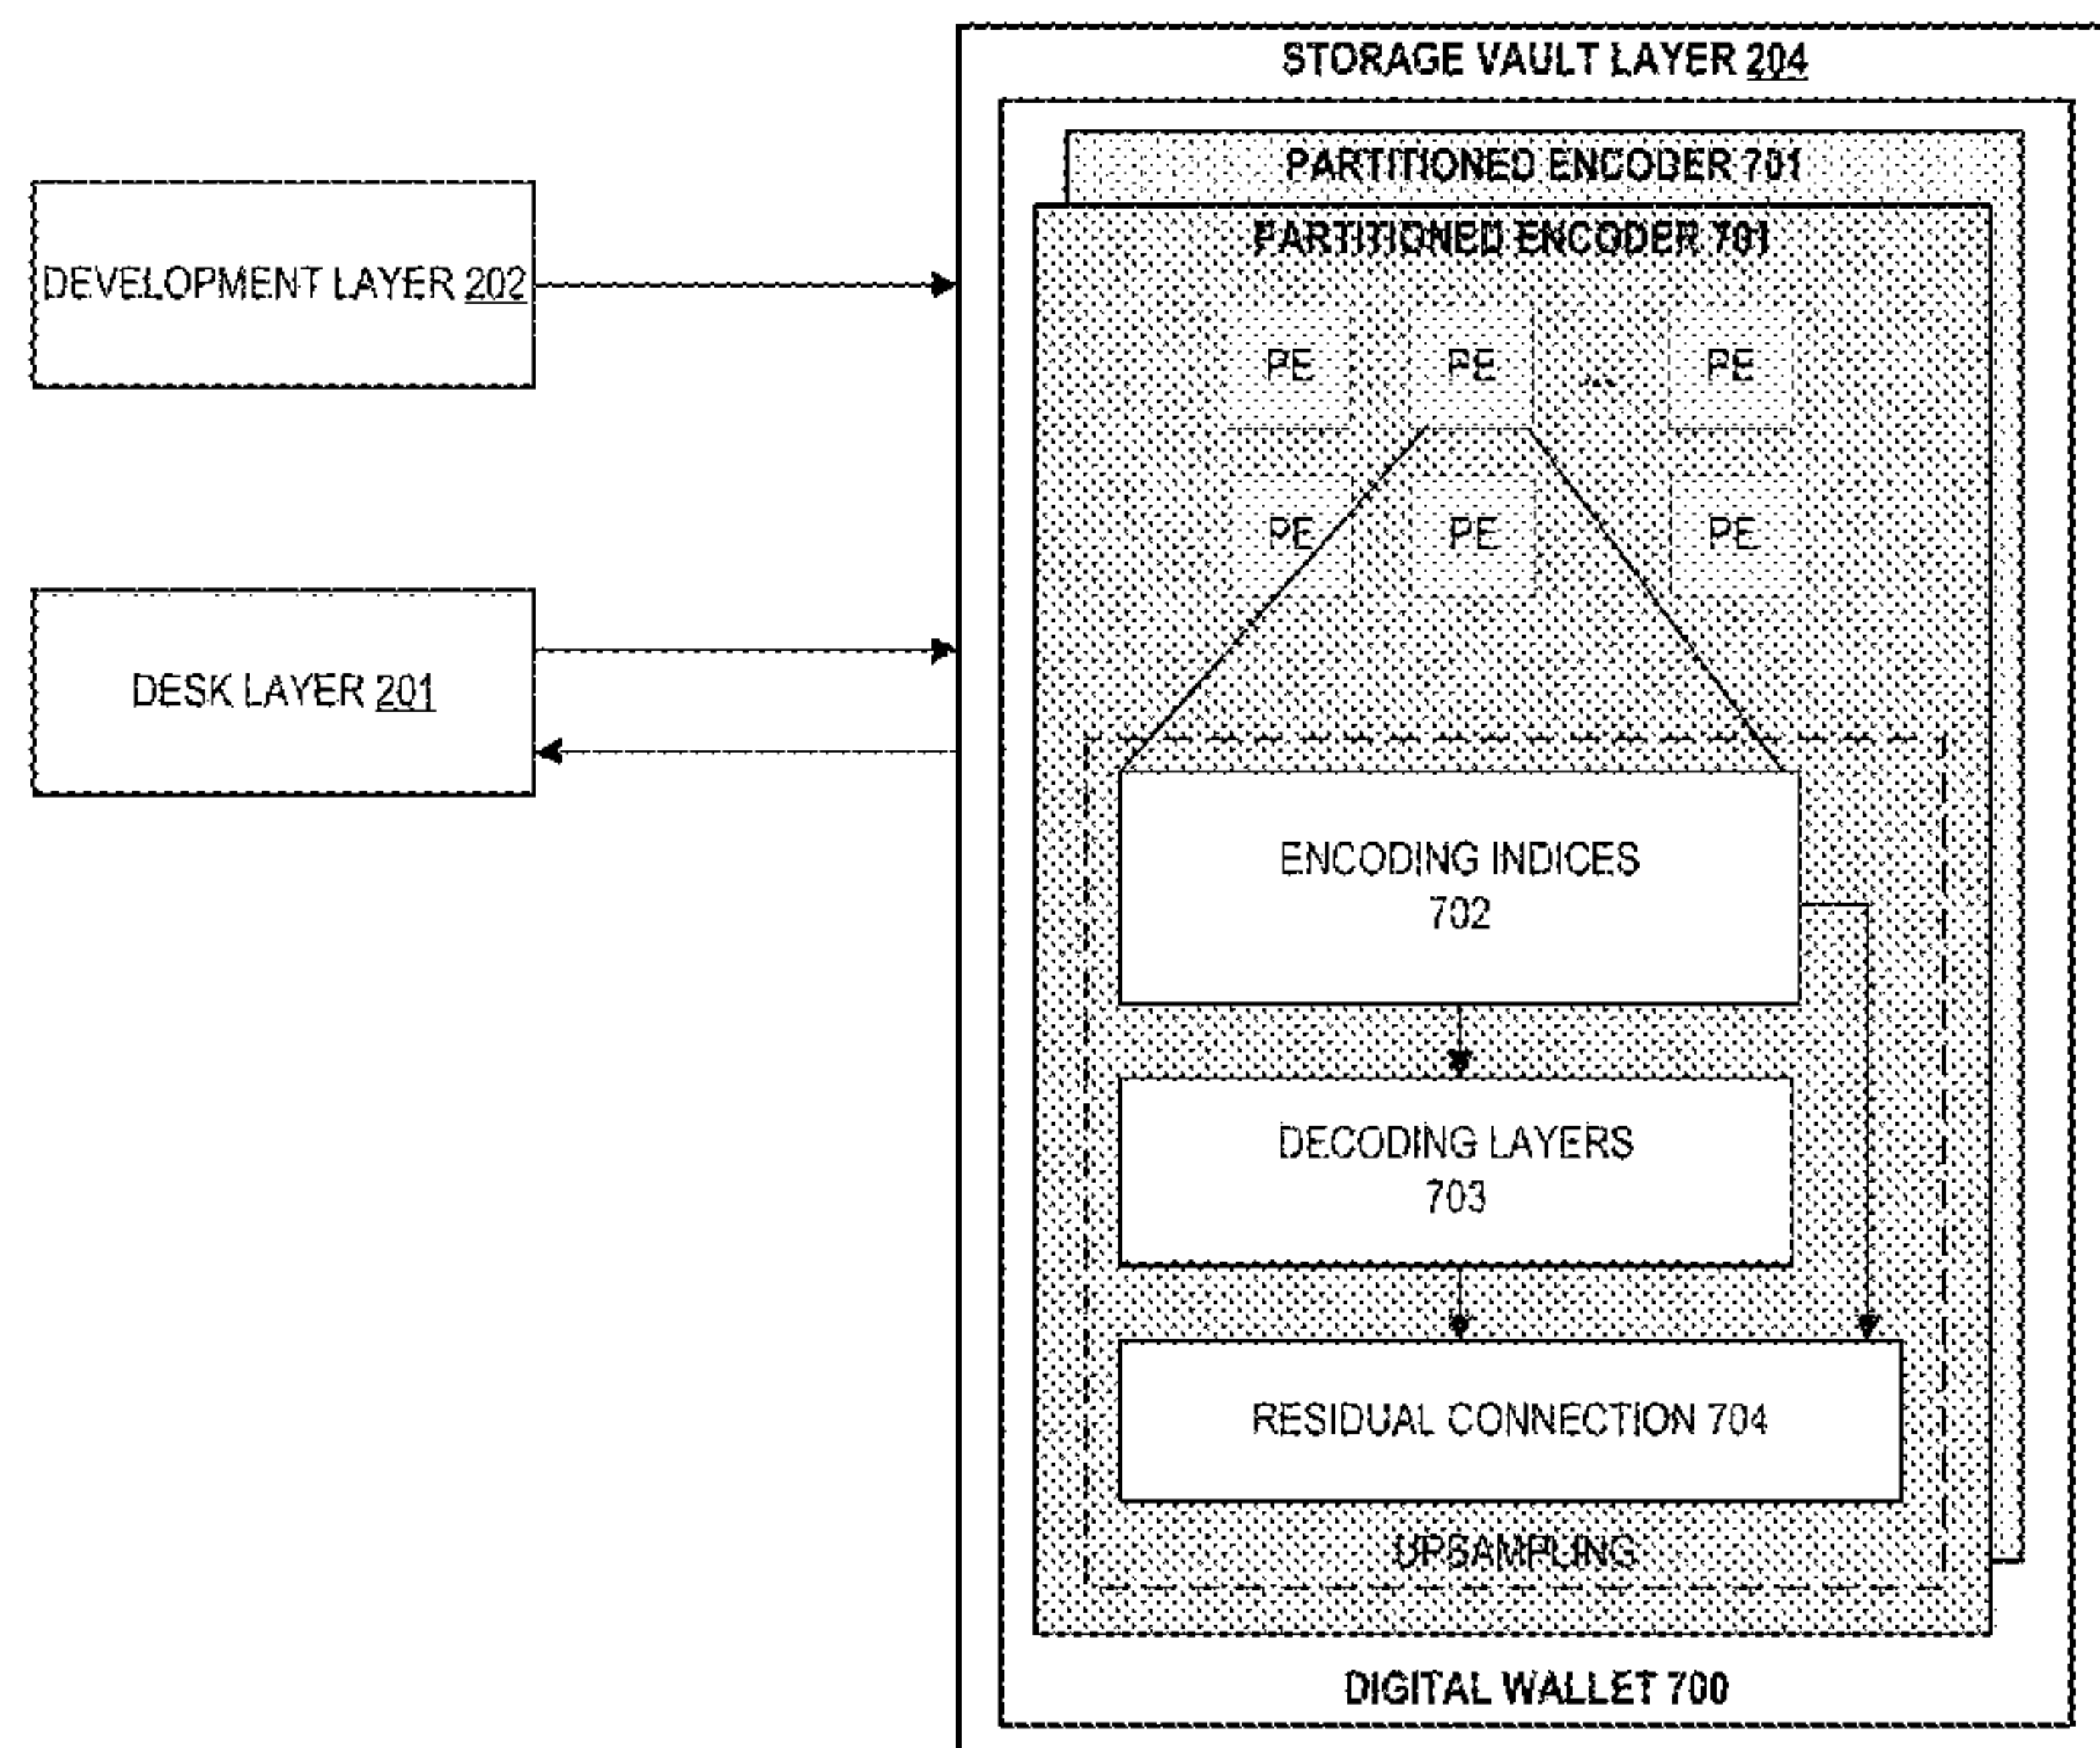 STORAGE VAULT LAYER 204
PARTITIONED ENCODER 701
PARTITIONED ENCODER 701
DEVELOPMENT LAYER 202
PE PE ... PE
PE PE PE
DESK LAYER 201
ENCODING INDICES
702
DECODING LAYERS
703
RESIDUAL CONNECTION 704
UPSAMPLING
DIGITAL WALLET 700